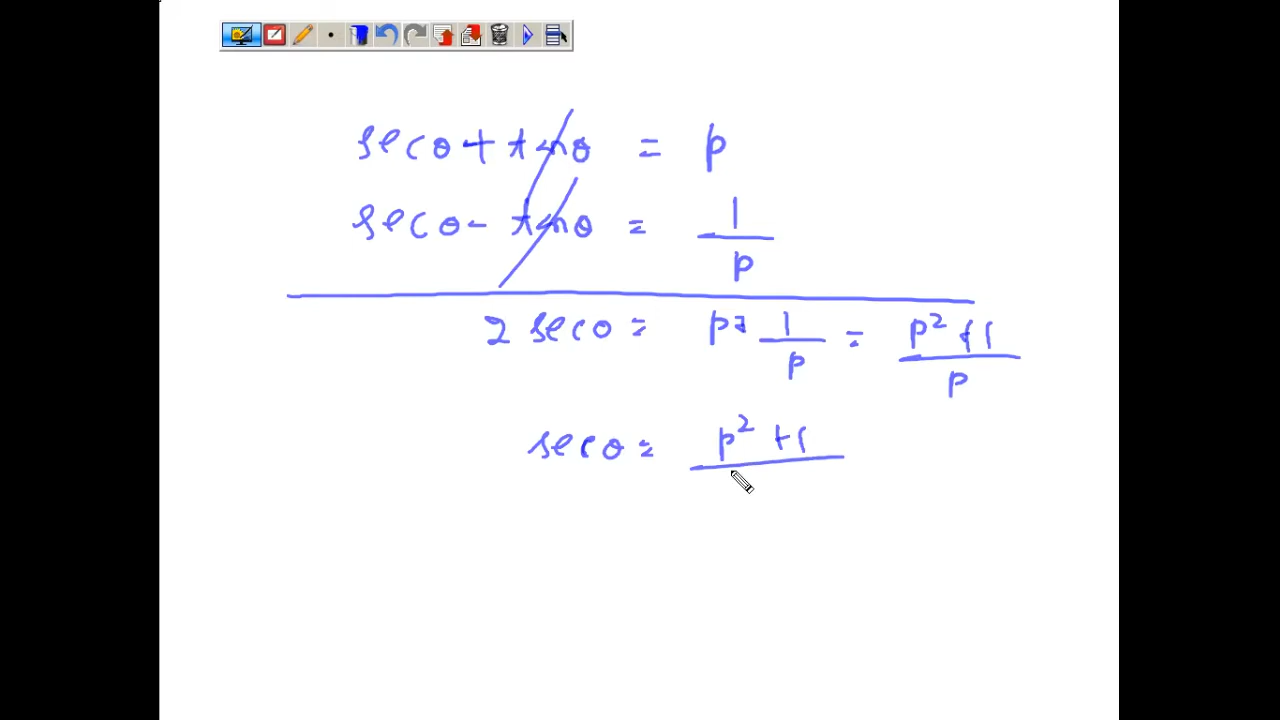 secθ + tanθ = p
secθ - tanθ = 1/p
2 secθ = p + 1/p = p² + 1/p
secθ = p² + 1